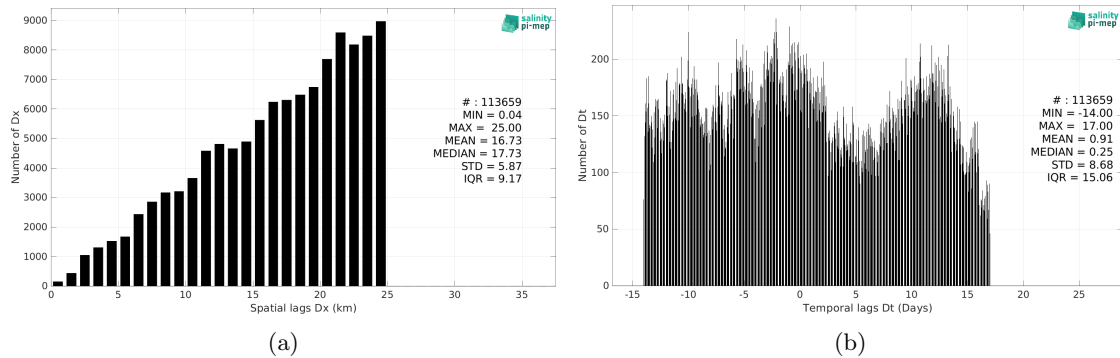 9000
8000
7000
6000
5000
4000
3000
2000
1000
0
Number of Dx
salinity
pi-mep
# : 113659
MIN = 0.04
MAX = 25.00
MEAN = 16.73
MEDIAN = 17.73
STD = 5.87
IQR = 9.17
0 5 10 15 20 25 30 35
Spatial lags Dx (km)
(a)
200
150
100
50
0
Number of Dt
salinity
pi-mep
# : 113659
MIN = -14.00
MAX = 17.00
MEAN = 0.91
MEDIAN = 0.25
STD = 8.68
IQR = 15.06
-15 -10 -5 0 5 10 15 20 25
Temporal lags Dt (Days)
(b)